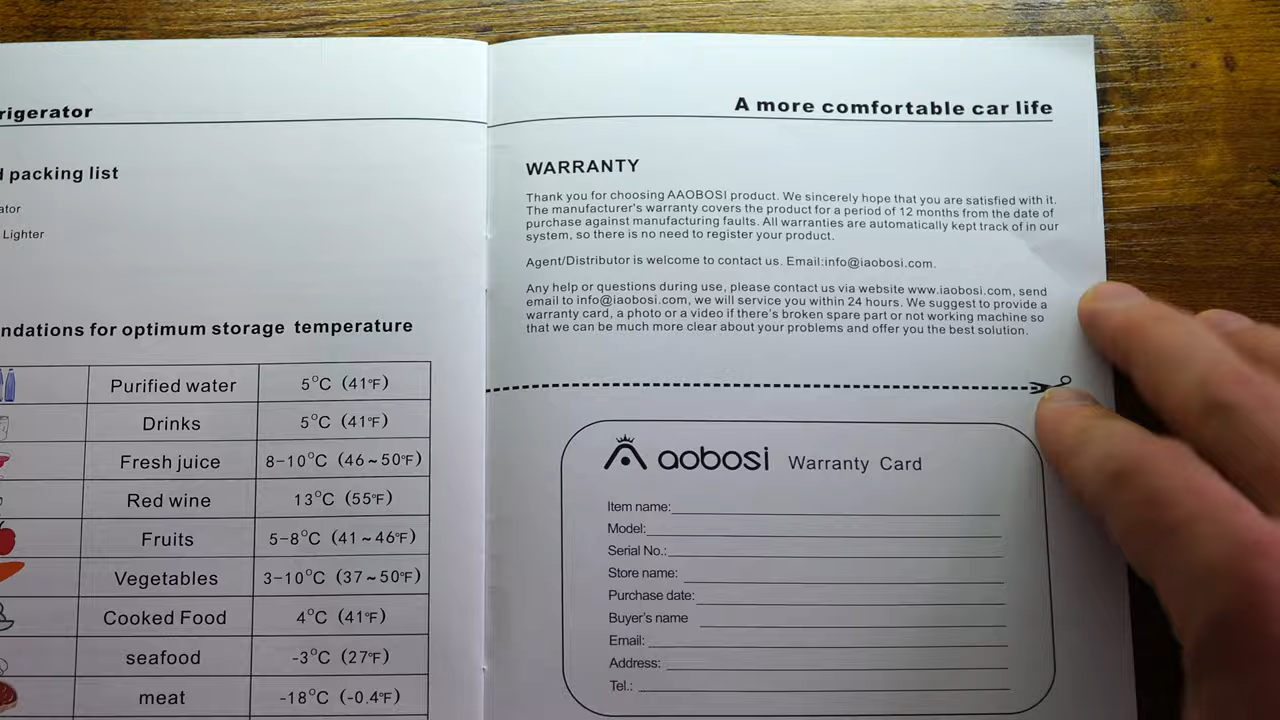 rigerator
packing list
ator
Lighter
ndations for optimum storage temperature
Purified water 5°C (41°F)
Drinks 5°C (41°F)
Fresh juice 8-10°C (46~50°F)
Red wine 13°C (55°F)
Fruits 5-8°C (41~46°F)
Vegetables 3-10°C (37~50°F)
Cooked Food 4°C (41°F)
seafood -3°C (27°F)
meat -18°C (-0.4°F)
A more comfortable car life
WARRANTY
Thank you for choosing AAOBOSI product. We sincerely hope that you are satisfied with it.
The manufacturer's warranty covers the product for a period of 12 months from the date of
purchase against manufacturing faults. All warranties are automatically kept track of in our
system, so there is no need to register your product.
Agent/Distributor is welcome to contact us. Email:info@iaobosi.com.
Any help or questions during use, please contact us via website www.iaobosi.com, send
email to info@iaobosi.com, we will service you within 24 hours. We suggest to provide a
warranty card, a photo or a video if there's broken spare part or not working machine so
that we can be much more clear about your problems and offer you the best solution.
aobosi Warranty Card
Item name:
Model:
Serial No.:
Store name:
Purchase date:
Buyer's name
Email:
Address:
Tel.: